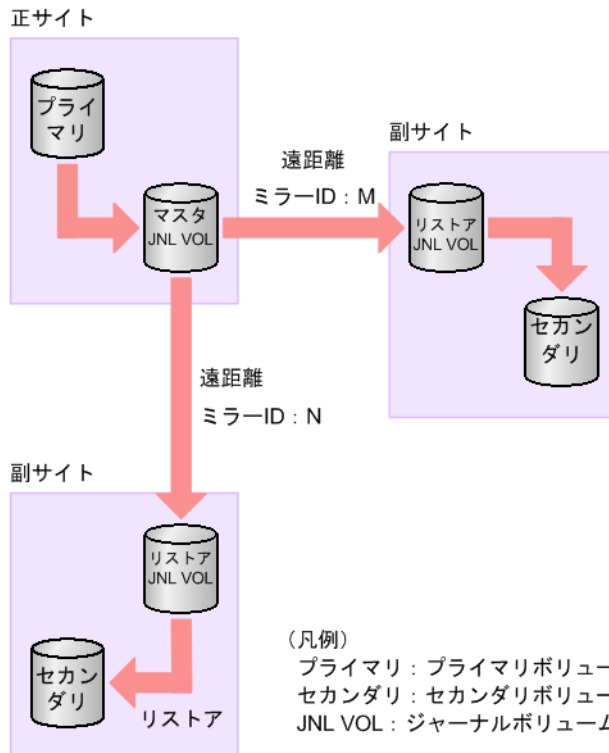 正サイト
プライ
マリ
マスタ
JNL VOL
遠距離
ミラーID：M
副サイト
リストア
JNL VOL
セカン
ダリ
遠距離
ミラーID：N
副サイト
リストア
JNL VOL
セカン
ダリ
リストア
（凡例）
プライマリ：プライマリボリュー
セカンダリ：セカンダリボリュー
JNL VOL：ジャーナルボリューム